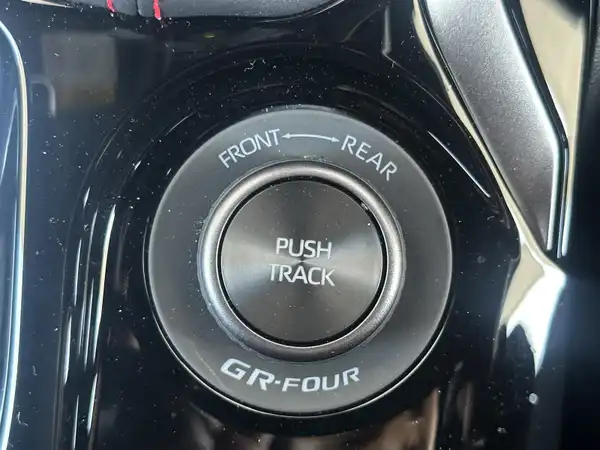 FRONT ←→ REAR
PUSH
TRACK
GR-FOUR